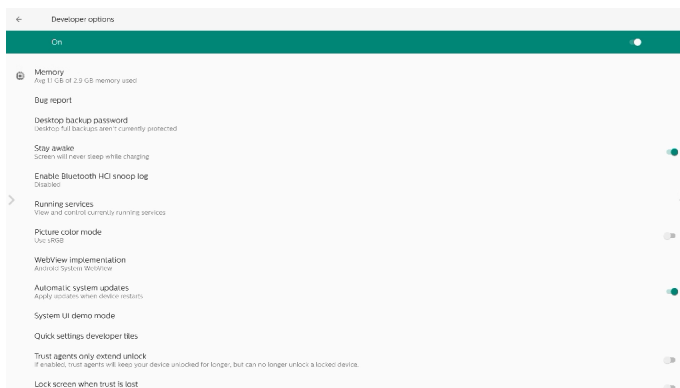 Developer options
On
Memory
Avg 1.1 GB of 2.9 GB memory used
Bug report
Desktop backup password
Desktop full backups aren't currently protected
Stay awake
Screen will never sleep while charging
Enable Bluetooth HCI snoop log
Disabled
Running services
View and control currently running services
Picture color mode
Use sRGB
WebView implementation
Android System WebView
Automatic system updates
Apply updates when device restarts
System UI demo mode
Quick settings developer tiles
Trust agents only extend unlock
If enabled, trust agents will keep your device unlocked for longer, but can no longer unlock a locked device.
Lock screen when trust is lost